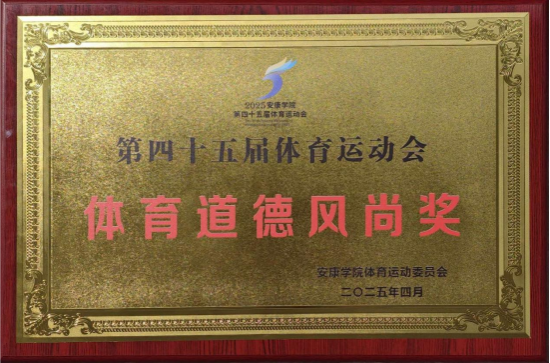 2025安康学院
第四十五届体育运动会
第四十五届体育运动会
体育道德风尚奖
安康学院体育运动委员会
二〇二五年四月